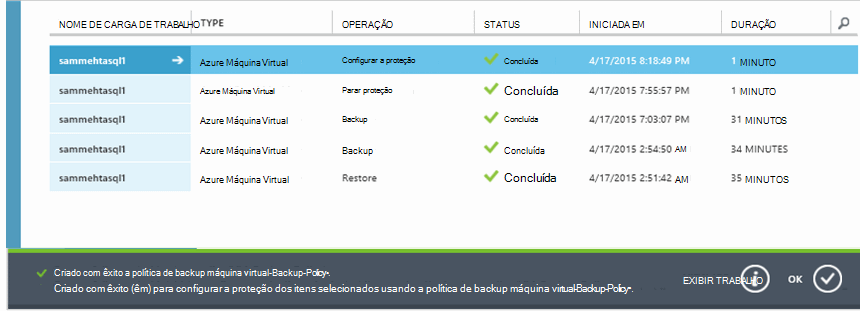 NOME DE CARGA DE TRABALHO TYPE OPERAÇÃO STATUS INICIADA EM DURAÇÃO
sammehtasql1 Azure Máquina Virtual Configurar a proteção Concluída 4/17/2015 8:18:49 PM 1 MINUTO
sammehtasql1 Azure Máquina Virtual Parar proteção Concluída 4/17/2015 7:55:57 PM 1 MINUTO
sammehtasql1 Azure Máquina Virtual Backup Concluída 4/17/2015 7:03:07 PM 31 MINUTOS
sammehtasql1 Azure Máquina Virtual Backup Concluída 4/17/2015 2:54:50 AM 34 MINUTES
sammehtasql1 Azure Máquina Virtual Restore Concluída 4/17/2015 2:51:42 AM 35 MINUTOS
Criado com êxito a política de backup máquina virtual-Backup-Policy-.
Criado com êxito (êm) para configurar a proteção dos itens selecionados usando a política de backup máquina virtual-Backup-Policy-.
EXIBIR TRABALHO OK